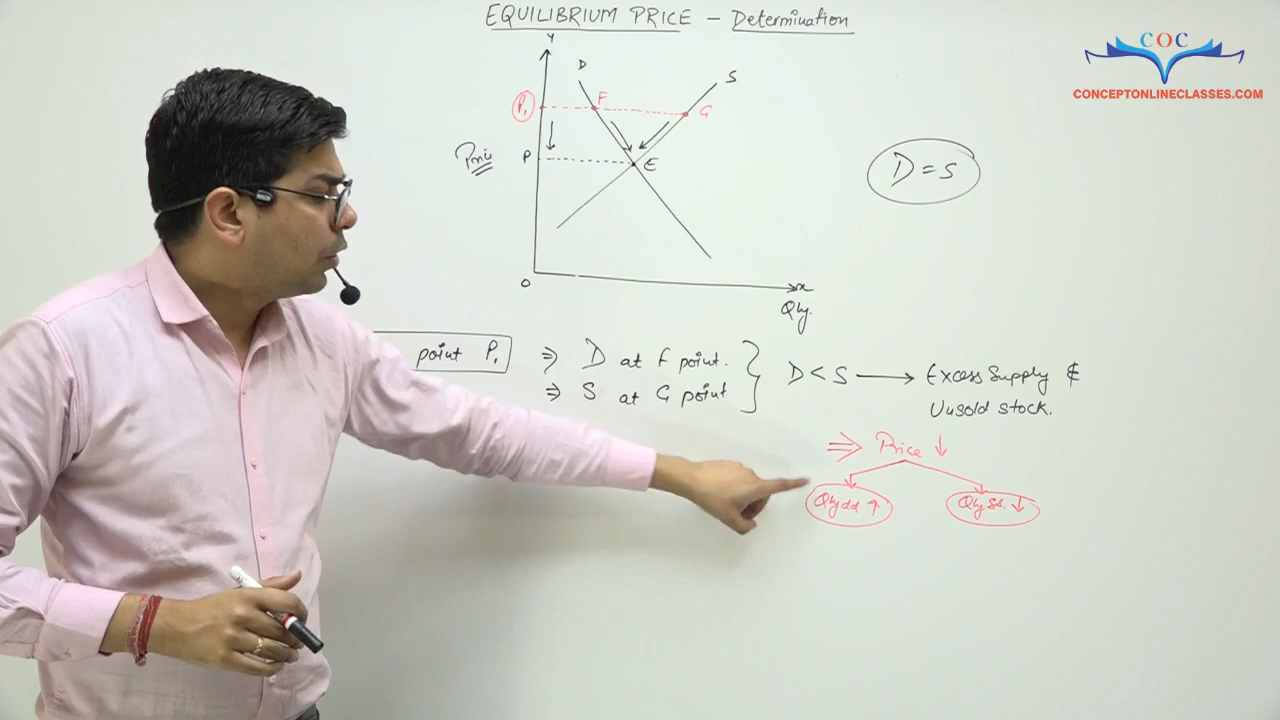 EQUILIBRIUM PRICE – Determination
COC
CONCEPTONLINECLASSES.COM
Y
D
S
P₁
F
G
Price
P
E
D = S
O
x
Qty.
point P₁
⇒ D at F point.
⇒ S at G point
D < S → Excess Supply &
Unsold stock.
⇒ Price ↓
Qty dd ↑
Qty SS. ↓